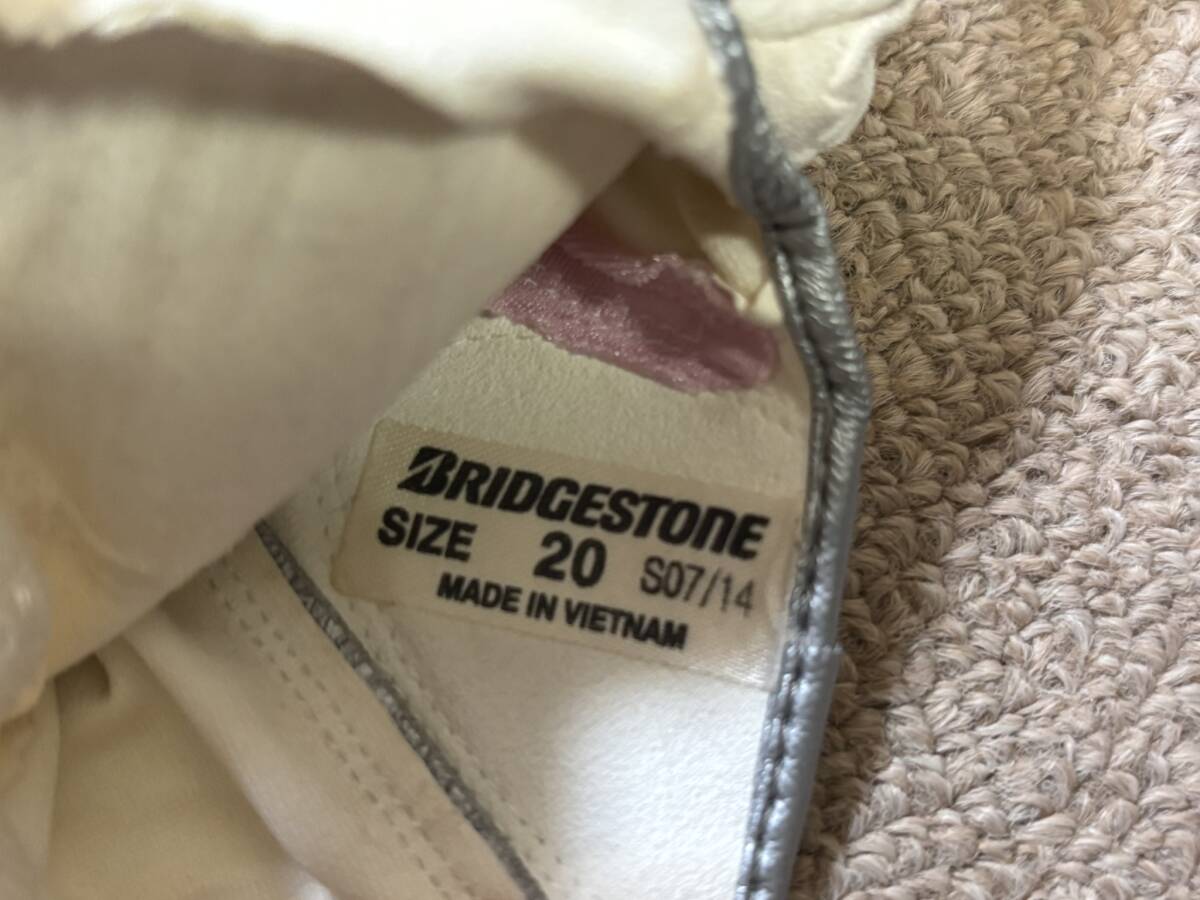 BRIDGESTONE
SIZE 20 S07/14
MADE IN VIETNAM